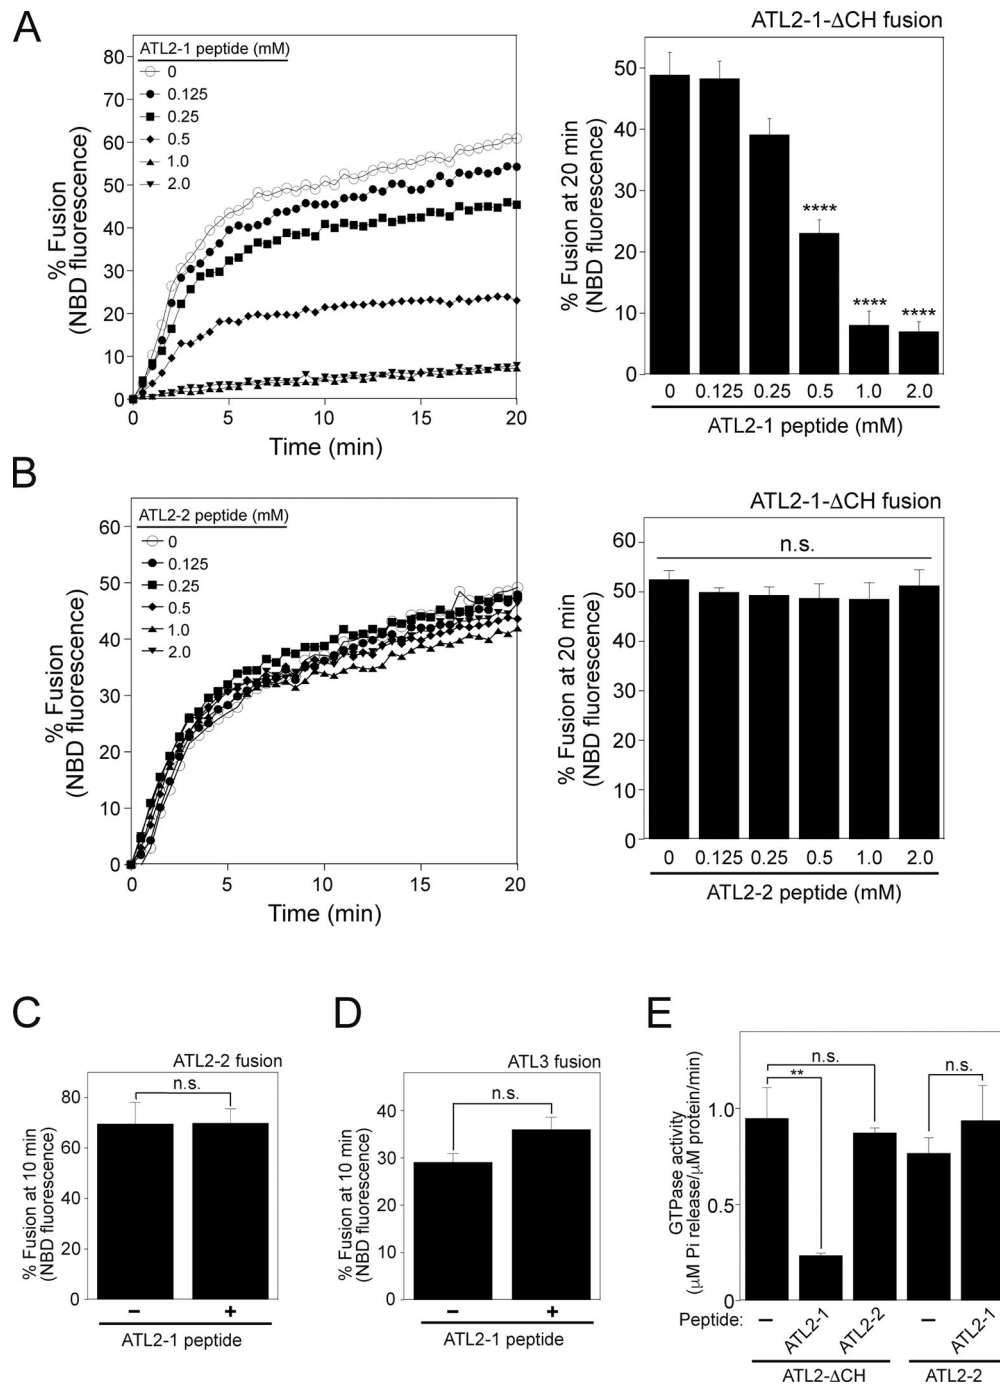 A
ATL2-1-ΔCH fusion
ATL2-1 peptide (mM)
0
0.125
0.25
0.5
1.0
2.0
% Fusion
(NBD fluorescence)
80
70
60
50
40
30
20
10
0
0
5
10
15
20
Time (min)
% Fusion at 20 min
(NBD fluorescence)
50
40
30
20
10
0
****
****
****
0
0.125
0.25
0.5
1.0
2.0
ATL2-1 peptide (mM)
B
ATL2-1-ΔCH fusion
ATL2-2 peptide (mM)
0
0.125
0.25
0.5
1.0
2.0
% Fusion
(NBD fluorescence)
60
50
40
30
20
10
0
0
5
10
15
20
Time (min)
% Fusion at 20 min
(NBD fluorescence)
n.s.
60
50
40
30
20
50
0
0
0.125
0.25
0.5
1.0
2.0
ATL2-2 peptide (mM)
C
ATL2-2 fusion
n.s.
% Fusion at 10 min
(NBD fluorescence)
80
60
40
60
20
0
−
+
ATL2-1 peptide
D
ATL3 fusion
n.s.
% Fusion at 10 min
(NBD fluorescence)
40
30
20
10
0
−
+
ATL2-1 peptide
E
n.s.
**
n.s.
GTPase activity
(μM Pi release/μM protein/min)
1.0
0.5
0
Peptide:
−
ATL2-1
ATL2-2
−
ATL2-1
ATL2-ΔCH
ATL2-2